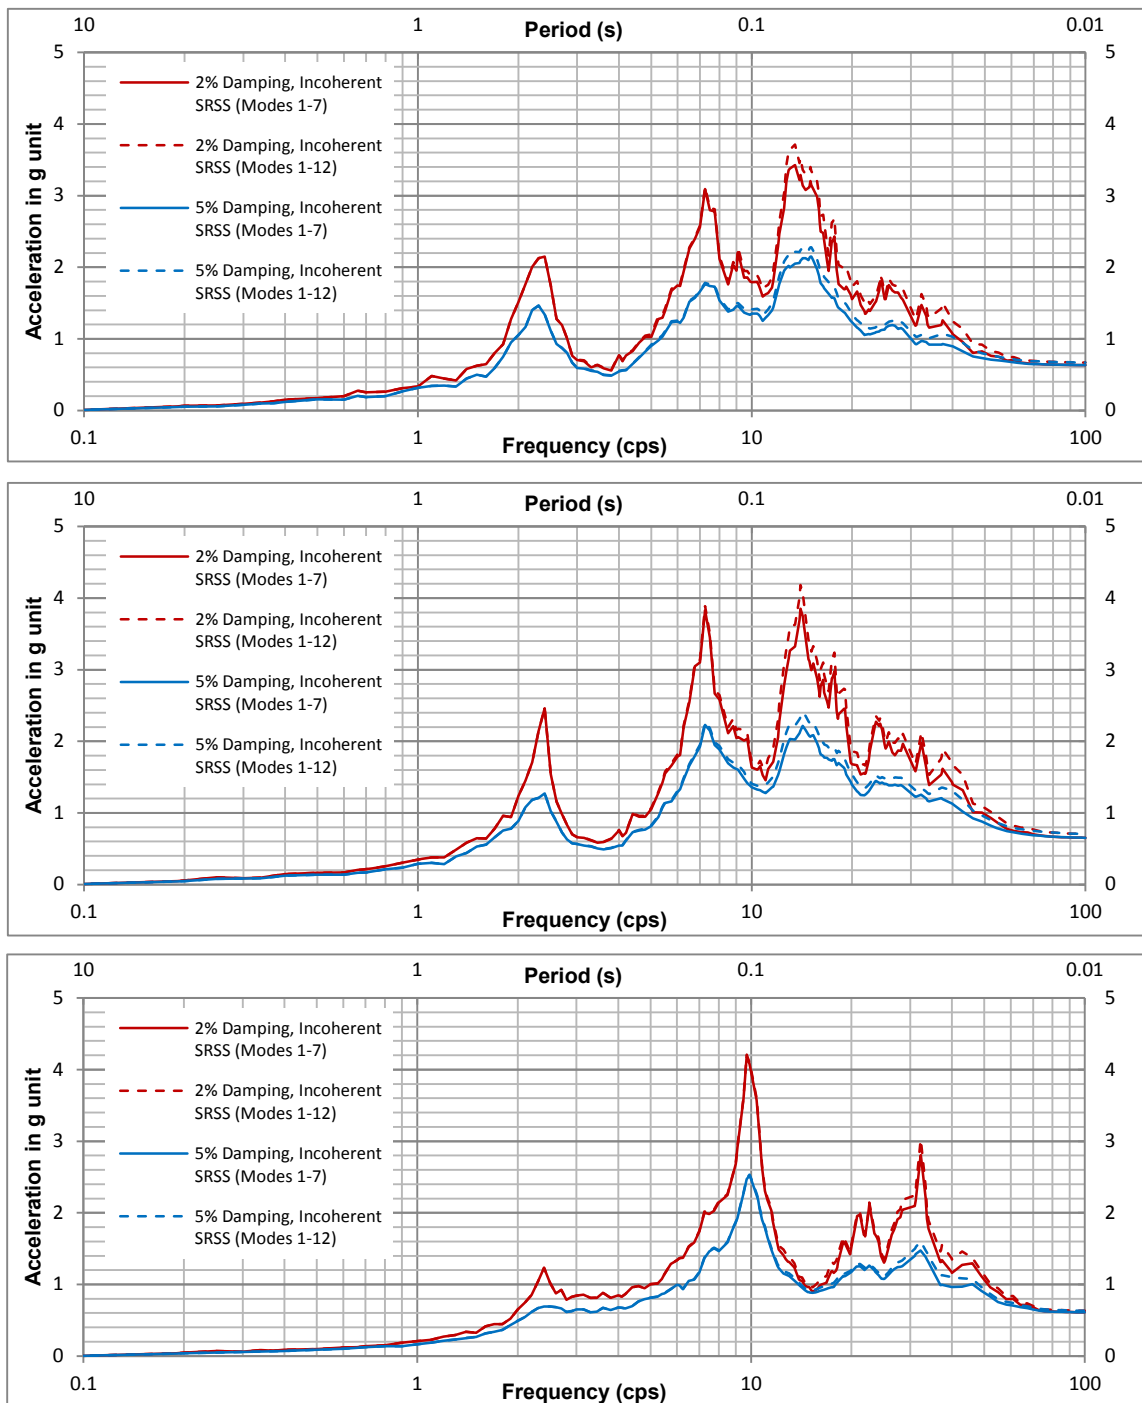 10 1 0.1 0.01
Period (s)
5 5
2% Damping, Incoherent
SRSS (Modes 1-7)
4 4
2% Damping, Incoherent
SRSS (Modes 1-12)
3 3
5% Damping, Incoherent
SRSS (Modes 1-7)
2 2
5% Damping, Incoherent
SRSS (Modes 1-12)
1 1
0 0
Acceleration in g unit
0.1 1 10 100
Frequency (cps)
10 1 0.1 0.01
Period (s)
5 5
2% Damping, Incoherent
SRSS (Modes 1-7)
4 4
2% Damping, Incoherent
SRSS (Modes 1-12)
3 3
5% Damping, Incoherent
SRSS (Modes 1-7)
2 2
5% Damping, Incoherent
SRSS (Modes 1-12)
1 1
0 0
Acceleration in g unit
0.1 1 10 100
Frequency (cps)
10 1 0.1 0.01
Period (s)
5 5
2% Damping, Incoherent
SRSS (Modes 1-7)
4 4
2% Damping, Incoherent
SRSS (Modes 1-12)
3 3
5% Damping, Incoherent
SRSS (Modes 1-7)
2 2
5% Damping, Incoherent
SRSS (Modes 1-12)
1 1
0 0
Acceleration in g unit
0.1 1 10 100
Frequency (cps)